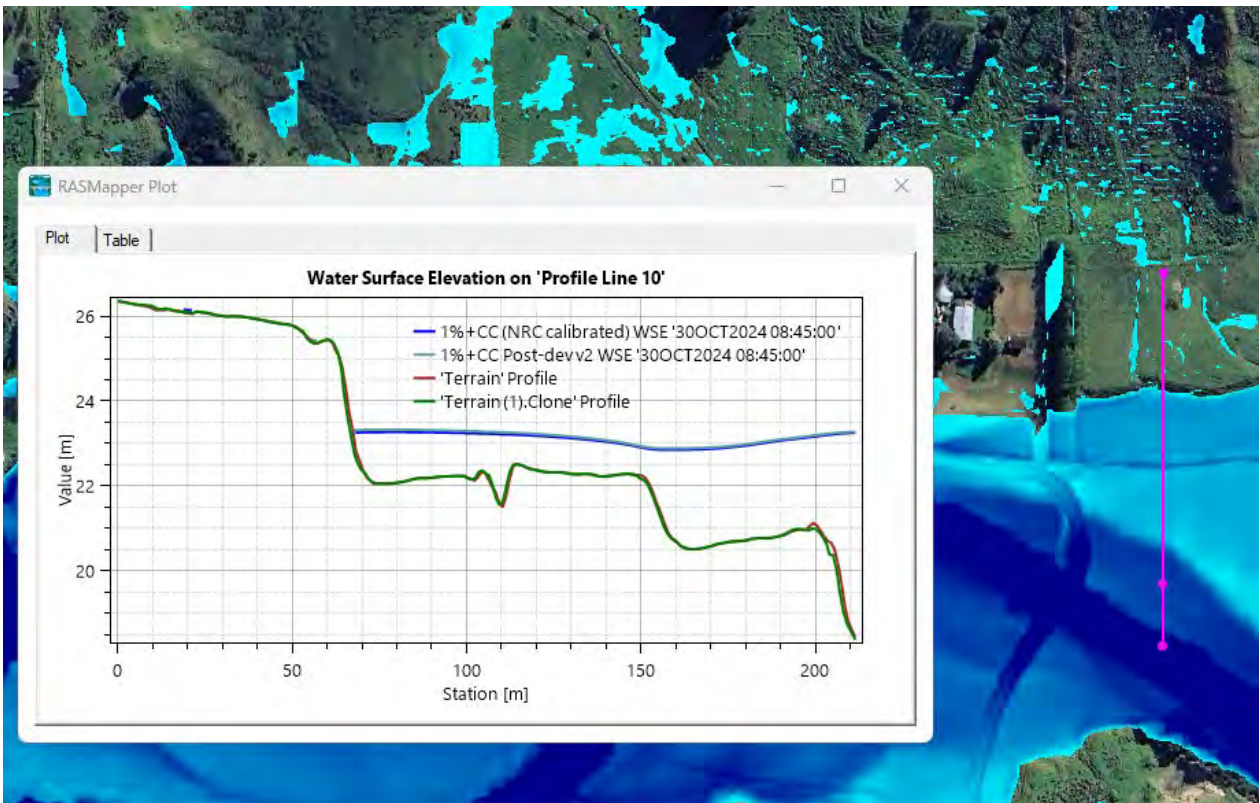 RASMapper Plot
Plot
Table
Water Surface Elevation on 'Profile Line 10'
1%+CC (NRC calibrated) WSE '30OCT2024 08:45:00'
1%+CC Post-dev v2 WSE '30OCT2024 08:45:00'
'Terrain' Profile
'Terrain (1).Clone' Profile
Value [m]
26
24
22
20
0
50
100
150
200
Station [m]